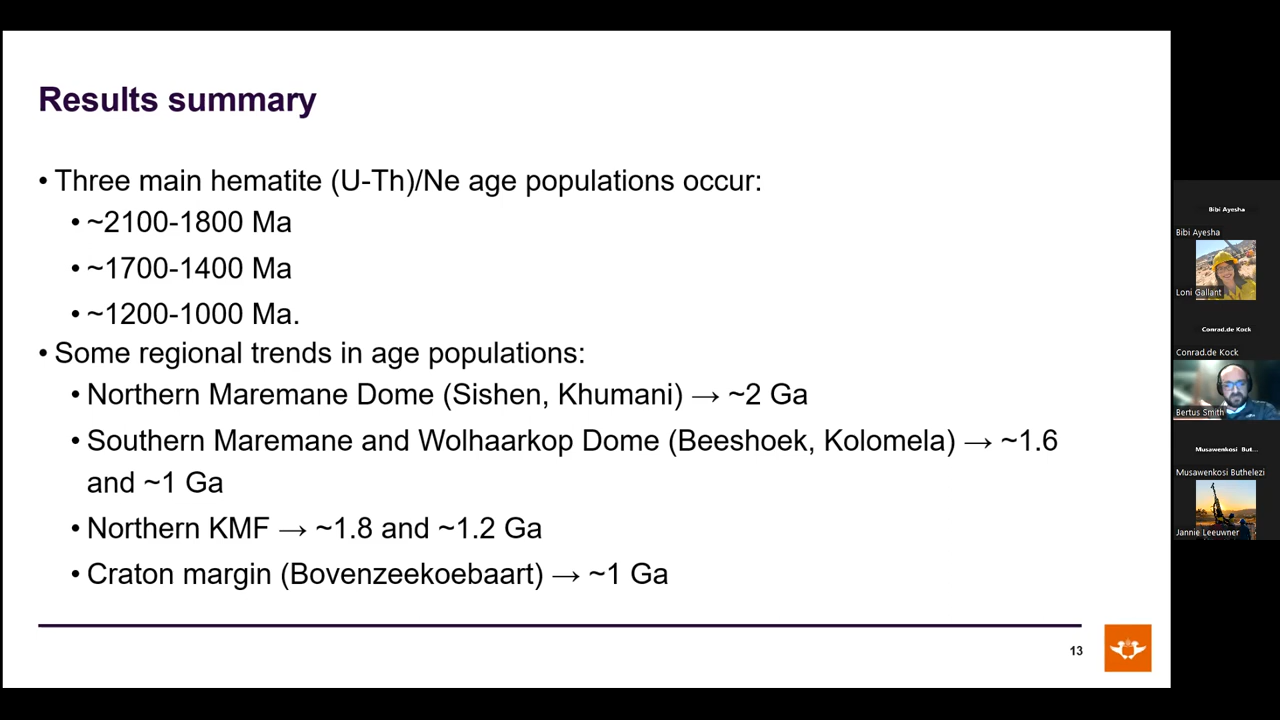 Results summary
• Three main hematite (U-Th)/Ne age populations occur:
• ~2100-1800 Ma
• ~1700-1400 Ma
• ~1200-1000 Ma.
• Some regional trends in age populations:
• Northern Maremane Dome (Sishen, Khumani) → ~2 Ga
• Southern Maremane and Wolhaarkop Dome (Beeshoek, Kolomela) → ~1.6
and ~1 Ga
• Northern KMF → ~1.8 and ~1.2 Ga
• Craton margin (Bovenzeekoebaart) → ~1 Ga
13
Bibi Ayesha
Bibi Ayesha
Loni Gallant
Conrad.de Kock
Conrad.de Kock
Bertus Smith
Musawenkosi But...
Musawenkosi Buthelezi
Jannie Leeuwner